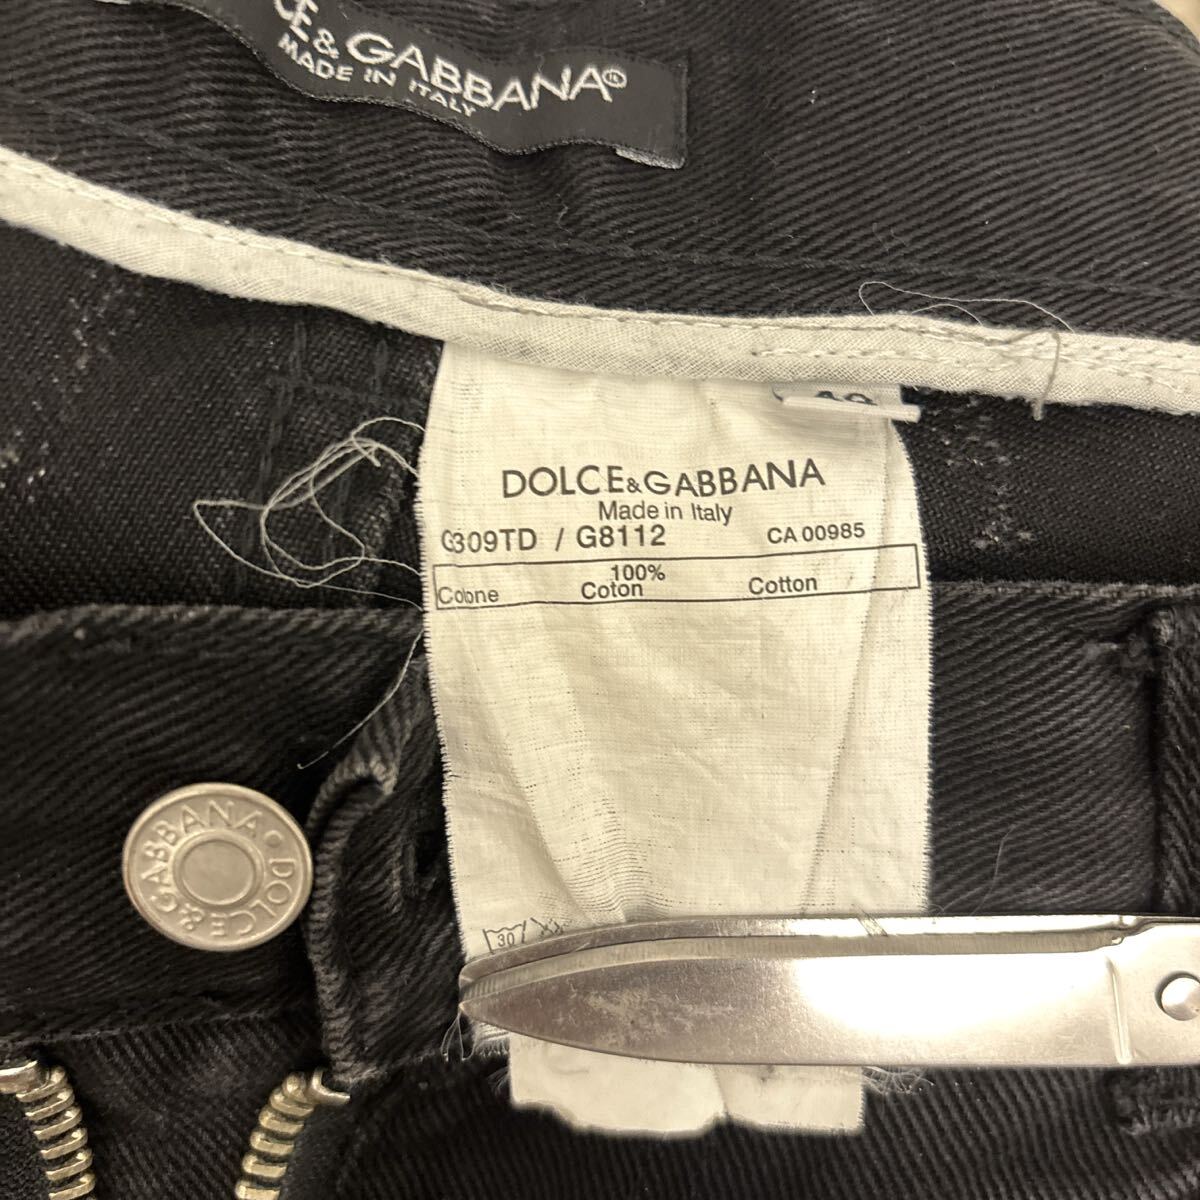 CE&GABBANA®
MADE IN ITALY
DOLCE&GABBANA
Made in Italy
G309TD / G8112 CA 00985
100%
Cotone Coton Cotton
30
DOLCE&GABBANA